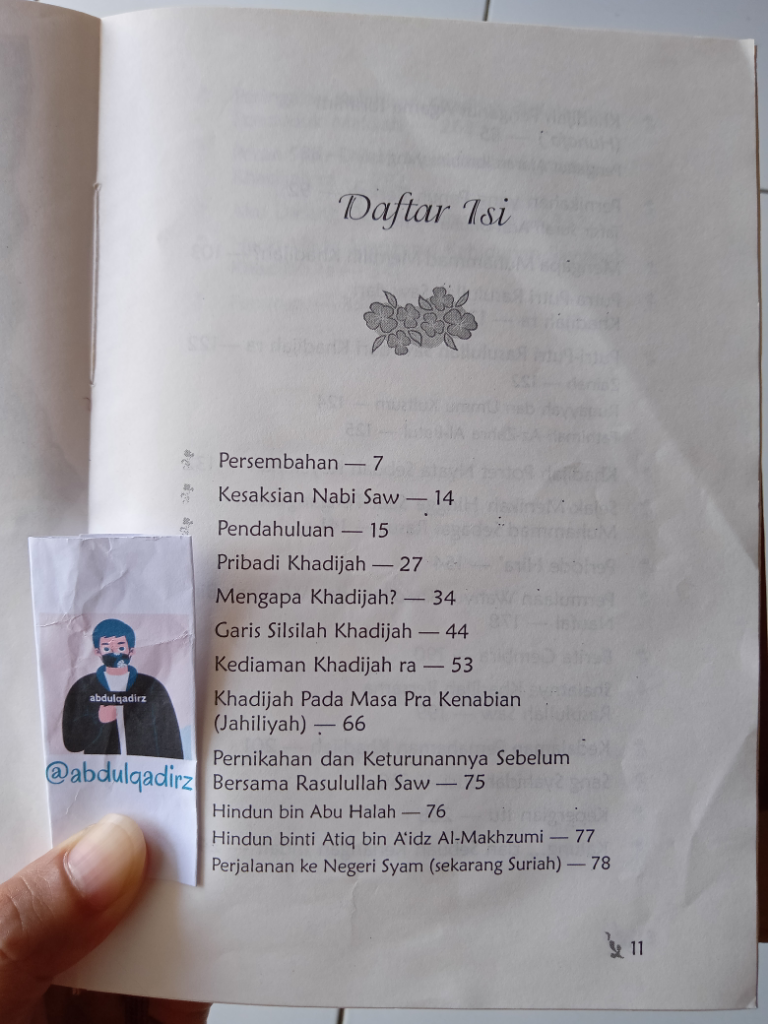 Daftar Isi
Persembahan — 7
Kesaksian Nabi Saw — 14
Pendahuluan — 15
Pribadi Khadijah — 27
Mengapa Khadijah? — 34
Garis Silsilah Khadijah — 44
Kediaman Khadijah ra — 53
Khadijah Pada Masa Pra Kenabian
(Jahiliyah) — 66
Pernikahan dan Keturunannya Sebelum
Bersama Rasulullah Saw — 75
Hindun bin Abu Halah — 76
Hindun binti Atiq bin A'idz Al-Makhzumi — 77
Perjalanan ke Negeri Syam (sekarang Suriah) — 78
11
abdulqadirz
@abdulqadirz